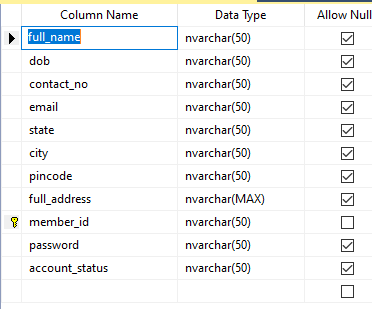 Column Name Data Type Allow Null
full_name nvarchar(50)
dob nvarchar(50)
contact_no nvarchar(50)
email nvarchar(50)
state nvarchar(50)
city nvarchar(50)
pincode nvarchar(50)
full_address nvarchar(MAX)
member_id nvarchar(50)
password nvarchar(50)
account_status nvarchar(50)